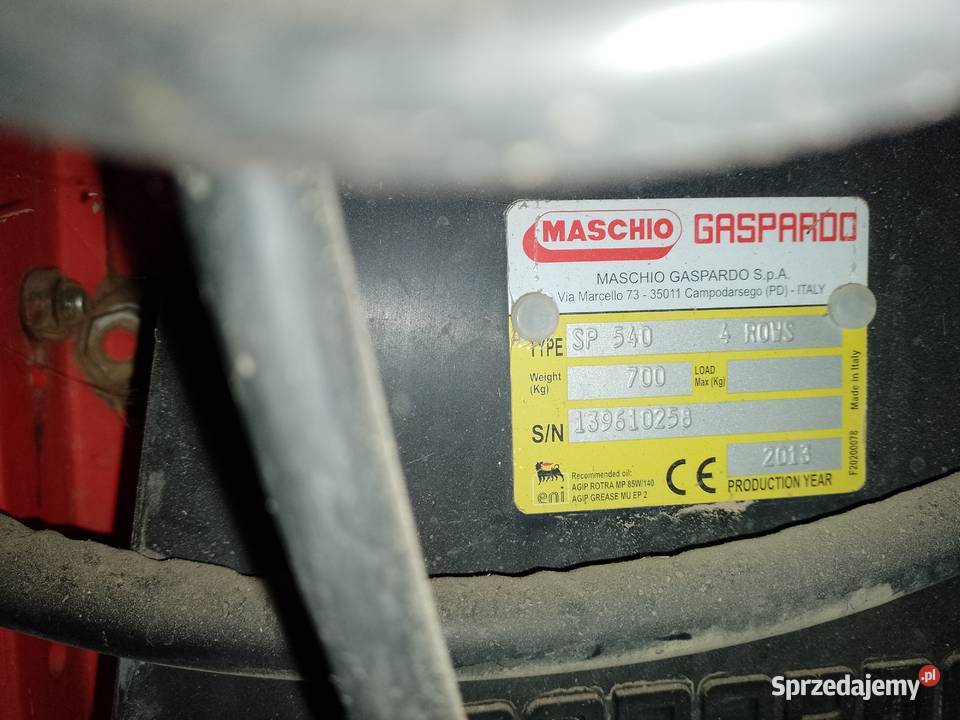 MASCHIO GASPARDO
MASCHIO GASPARDO S.p.A.
Via Marcello 73 - 35011 Campodarsego (PD) - ITALY
TYPE SP 540 4 ROWS
Weight (Kg) 700 LOAD Max (Kg)
S/N 139610258
2013
PRODUCTION YEAR
CE
eni
Recommended oil:
AGIP ROTRA MP 85W/140
AGIP GREASE MU EP 2
F20200078 Made in Italy
Sprzedajemy.pl